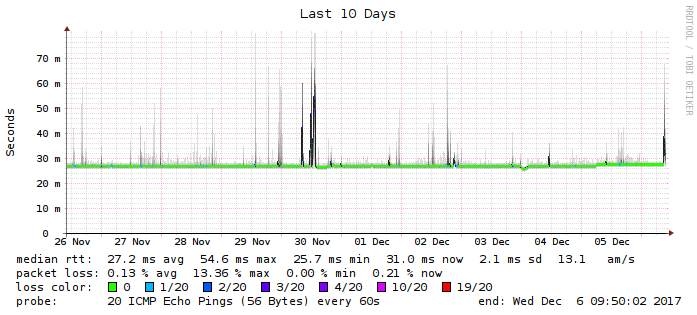 Last 10 Days
RRDTOOL / TOBI OETIKER
Seconds
70 m
60 m
50 m
40 m
30 m
20 m
10 m
0
26 Nov 27 Nov 28 Nov 29 Nov 30 Nov 01 Dec 02 Dec 03 Dec 04 Dec 05 Dec
median rtt: 27.2 ms avg 54.6 ms max 25.7 ms min 31.0 ms now 2.1 ms sd 13.1 am/s
packet loss: 0.13 % avg 13.36 % max 0.00 % min 0.21 % now
loss color: 0 1/20 2/20 3/20 4/20 10/20 19/20
probe: 20 ICMP Echo Pings (56 Bytes) every 60s end: Wed Dec 6 09:50:02 2017